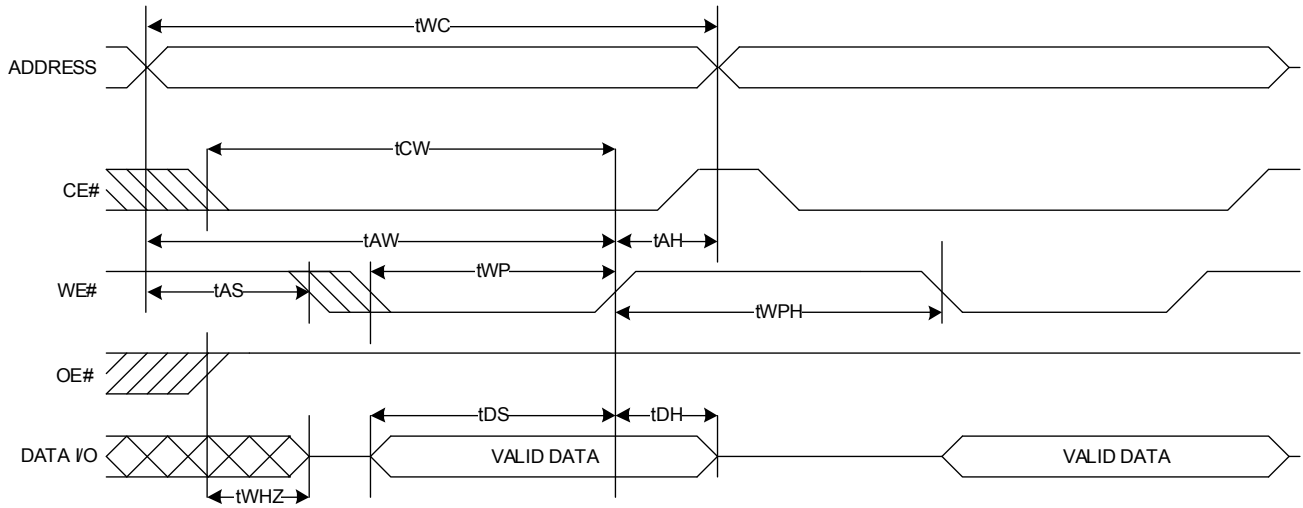 tWC
ADDRESS
tCW
CE#
tAW
tAH
tWP
WE#
tAS
tWPH
OE#
tDS
tDH
DATA I/O
VALID DATA
VALID DATA
tWHZ